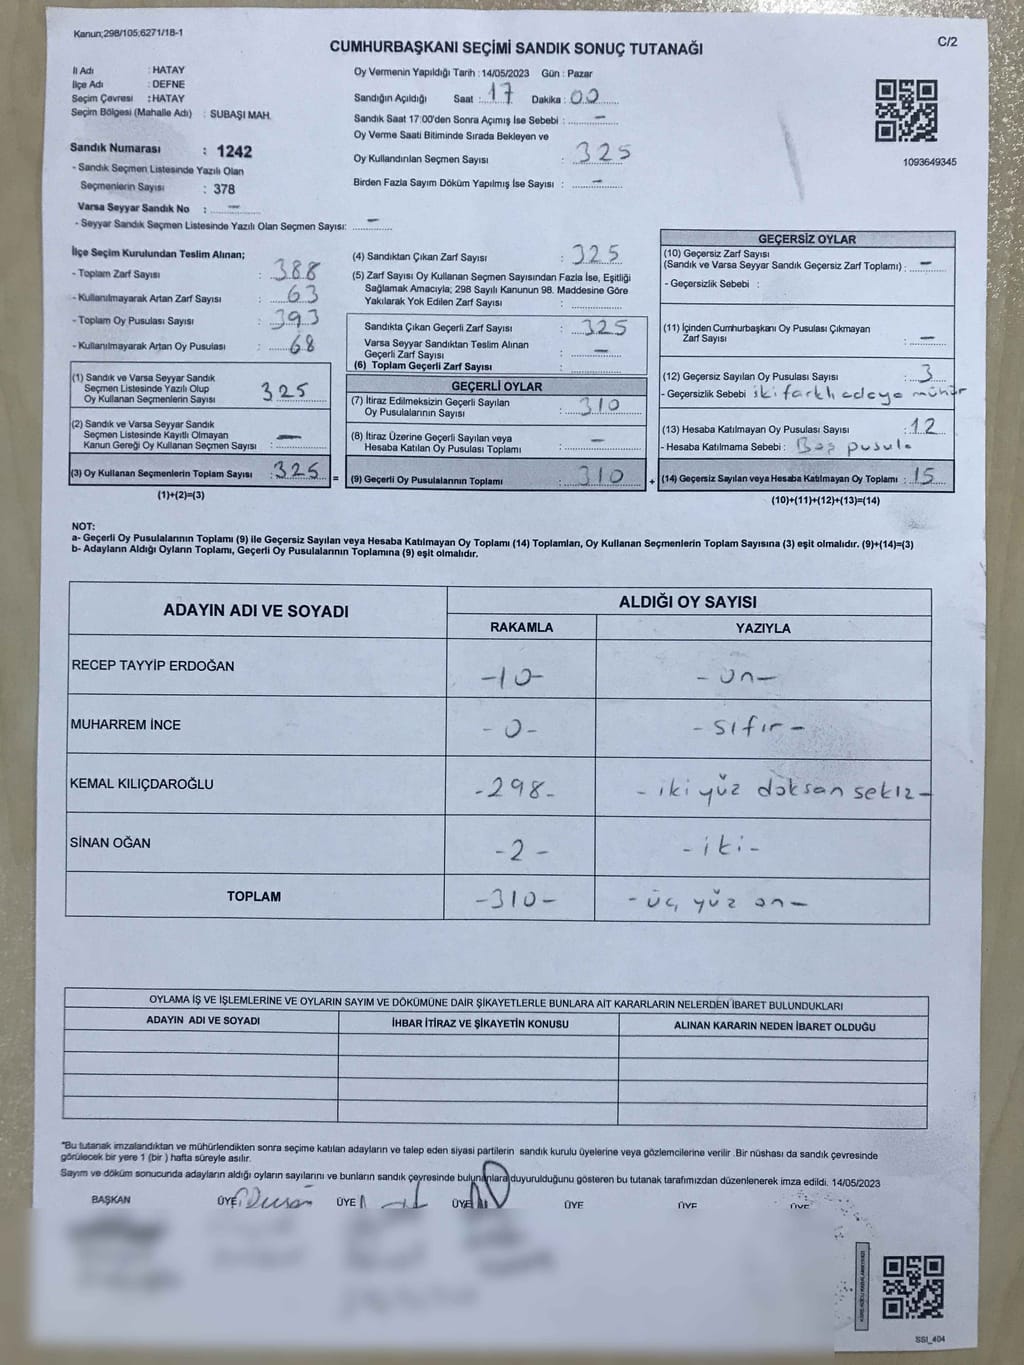 Kanun;298/105;6271/18-1
C/2
CUMHURBAŞKANI SEÇİMİ SANDIK SONUÇ TUTANAĞI
İl Adı : HATAY
İlçe Adı : DEFNE
Seçim Çevresi : HATAY
Seçim Bölgesi (Mahalle Adı) : SUBAŞI MAH.
Sandık Numarası : 1242
- Sandık Seçmen Listesinde Yazılı Olan
Seçmenlerin Sayısı : 378
Varsa Seyyar Sandık No : —
- Seyyar Sandık Seçmen Listesinde Yazılı Olan Seçmen Sayısı: —
Oy Vermenin Yapıldığı Tarih : 14/05/2023 Gün : Pazar
Sandığın Açıldığı Saat : 17 Dakika : 00
Sandık Saat 17:00'den Sonra Açımış İse Sebebi : —
Oy Verme Saati Bitiminde Sırada Bekleyen ve
Oy Kullandırılan Seçmen Sayısı : 325
Birden Fazla Sayım Döküm Yapılmış İse Sayısı : —
1093649345
İlçe Seçim Kurulundan Teslim Alınan;
- Toplam Zarf Sayısı : 388
- Kullanılmayarak Artan Zarf Sayısı : 63
- Toplam Oy Pusulası Sayısı : 393
- Kullanılmayarak Artan Oy Pusulası : 68
(1) Sandık ve Varsa Seyyar Sandık
Seçmen Listesinde Yazılı Olup
Oy Kullanan Seçmenlerin Sayısı 325
(2) Sandık ve Varsa Seyyar Sandık
Seçmen Listesinde Kayıtlı Olmayan
Kanun Gereği Oy Kullanan Seçmen Sayısı : —
(3) Oy Kullanan Seçmenlerin Toplam Sayısı : 325
(1)+(2)=(3)
=
(4) Sandıktan Çıkan Zarf Sayısı : 325
(5) Zarf Sayısı Oy Kullanan Seçmen Sayısından Fazla İse, Eşitliği
Sağlamak Amacıyla; 298 Sayılı Kanunun 98. Maddesine Göre
Yakılarak Yok Edilen Zarf Sayısı :
Sandıkta Çıkan Geçerli Zarf Sayısı : 325
Varsa Seyyar Sandıktan Teslim Alınan
Geçerli Zarf Sayısı : —
(6) Toplam Geçerli Zarf Sayısı :
GEÇERLİ OYLAR
(7) İtiraz Edilmeksizin Geçerli Sayılan
Oy Pusulalarının Sayısı : 310
(8) İtiraz Üzerine Geçerli Sayılan veya
Hesaba Katılan Oy Pusulası Toplamı : —
(9) Geçerli Oy Pusulalarının Toplamı : 310
+
GEÇERSİZ OYLAR
(10) Geçersiz Zarf Sayısı
(Sandık ve Varsa Seyyar Sandık Geçersiz Zarf Toplamı) : —
- Geçersizlik Sebebi :
(11) İçinden Cumhurbaşkanı Oy Pusulası Çıkmayan
Zarf Sayısı : —
(12) Geçersiz Sayılan Oy Pusulası Sayısı : 3
- Geçersizlik Sebebi iki farklı adaya mühür
(13) Hesaba Katılmayan Oy Pusulası Sayısı : 12
- Hesaba Katılmama Sebebi : Boş pusula
(14) Geçersiz Sayılan veya Hesaba Katılmayan Oy Toplamı : 15
(10)+(11)+(12)+(13)=(14)
NOT:
a- Geçerli Oy Pusulalarının Toplamı (9) ile Geçersiz Sayılan veya Hesaba Katılmayan Oy Toplamı (14) Toplamları, Oy Kullanan Seçmenlerin Toplam Sayısına (3) eşit olmalıdır. (9)+(14)=(3)
b- Adayların Aldığı Oyların Toplamı, Geçerli Oy Pusulalarının Toplamına (9) eşit olmalıdır.
ADAYIN ADI VE SOYADI
ALDIĞI OY SAYISI
RAKAMLA YAZIYLA
RECEP TAYYİP ERDOĞAN -10- -on-
MUHARREM İNCE -0- -sıfır-
KEMAL KILIÇDAROĞLU -298- -iki yüz doksan sekiz-
SİNAN OĞAN -2- -iki-
TOPLAM -310- -üç yüz on-
OYLAMA İŞ VE İŞLEMLERİNE VE OYLARIN SAYIM VE DÖKÜMÜNE DAİR ŞİKAYETLERLE BUNLARA AİT KARARLARIN NELERDEN İBARET BULUNDUKLARI
ADAYIN ADI VE SOYADI İHBAR İTİRAZ VE ŞİKAYETİN KONUSU ALINAN KARARIN NEDEN İBARET OLDUĞU
*Bu tutanak imzalandıktan ve mühürlendikten sonra seçime katılan adayların ve talep eden siyasi partilerin sandık kurulu üyelerine veya gözlemcilerine verilir .Bir nüshası da sandık çevresinde
görülecek bir yere 1 (bir ) hafta süreyle asılır.
Sayım ve döküm sonucunda adayların aldığı oyların sayılarını ve bunların sandık çevresinde bulunanlara duyurulduğunu gösteren bu tutanak tarafımızdan düzenlenerek imza edildi. 14/05/2023
BAŞKAN ÜYE ÜYE ÜYE ÜYE ÜYE ÜYE
SSI_404